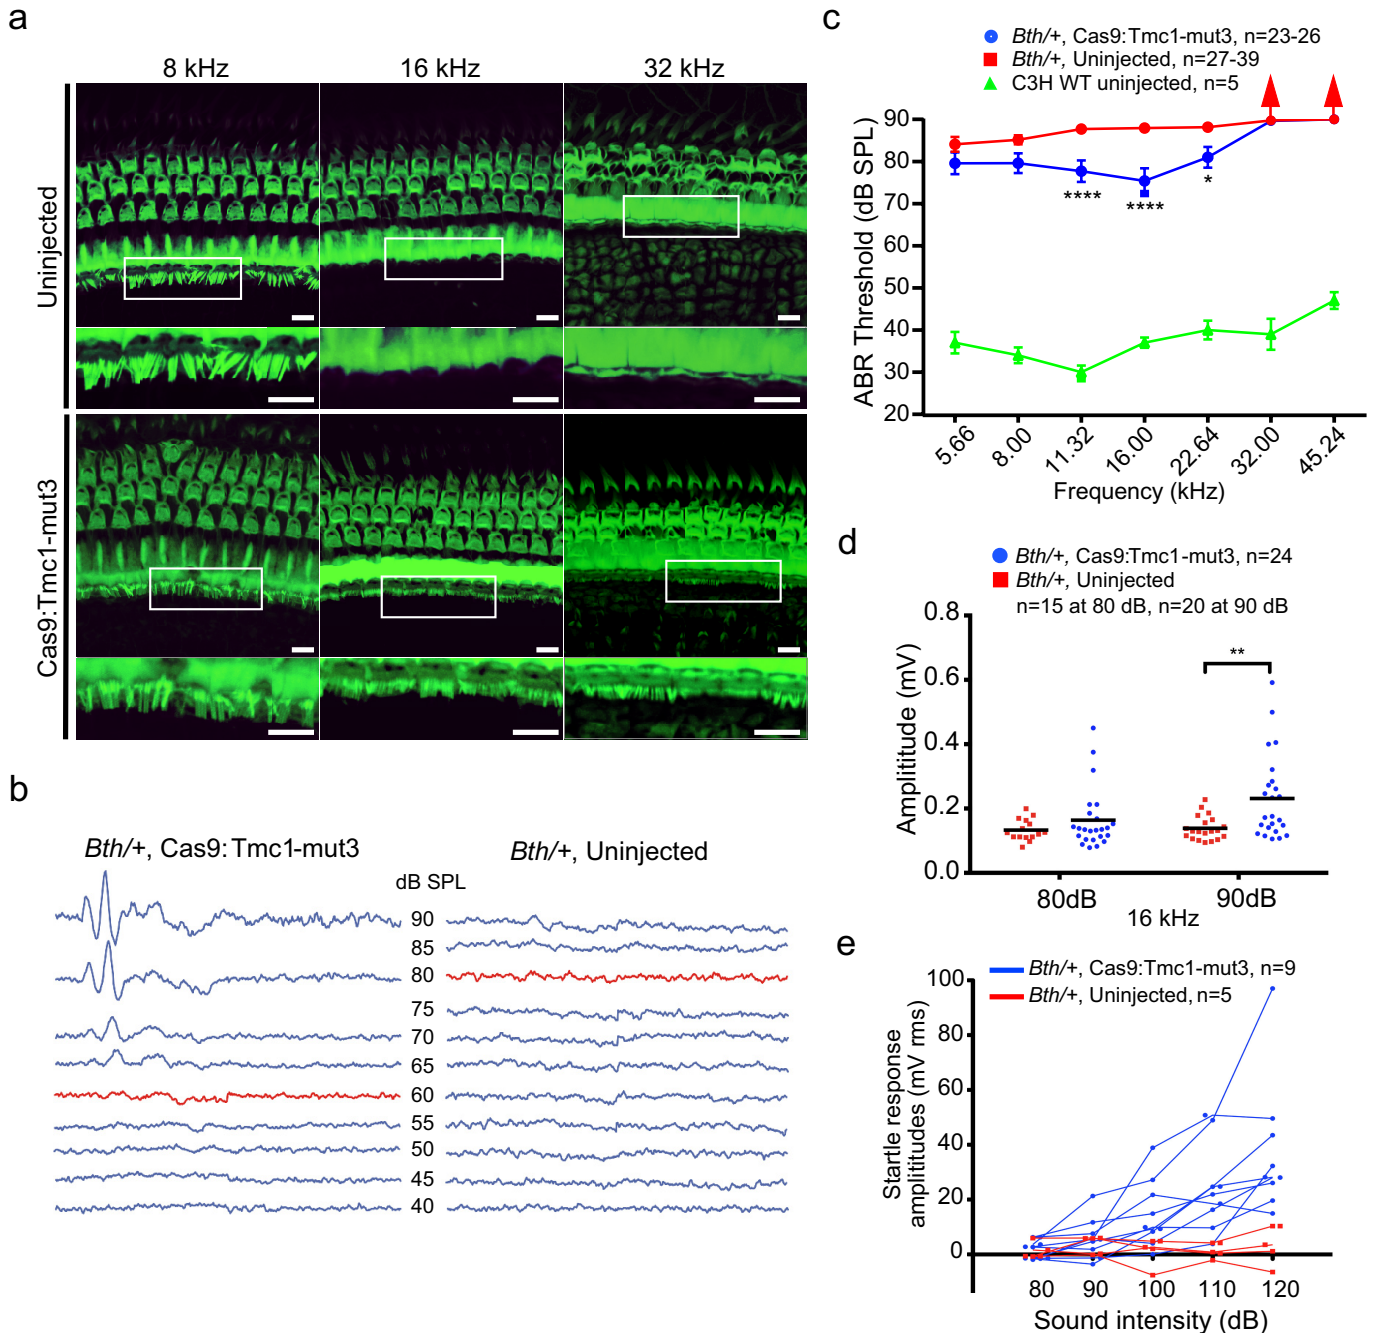 a
8 kHz 16 kHz 32 kHz
Uninjected
Cas9:Tmc1-mut3
b
Bth/+, Cas9:Tmc1-mut3
Bth/+, Uninjected
dB SPL
90
85
80
75
70
65
60
55
50
45
40
c
Bth/+, Cas9:Tmc1-mut3, n=23-26
Bth/+, Uninjected, n=27-39
C3H WT uninjected, n=5
ABR Threshold (dB SPL)
90
80
70
60
50
40
30
20
****
****
*
5.66 8.00 11.32 16.00 22.64 32.00 45.24
Frequency (kHz)
d
Bth/+, Cas9:Tmc1-mut3, n=24
Bth/+, Uninjected
n=15 at 80 dB, n=20 at 90 dB
Amplititude (mV)
0.8
0.6
0.4
0.2
0.0
**
80dB 90dB
16 kHz
e
Bth/+, Cas9:Tmc1-mut3, n=9
Bth/+, Uninjected, n=5
Startle response
amplititudes (mV ms)
100
80
60
40
20
0
80 90 100 110 120
Sound intensity (dB)